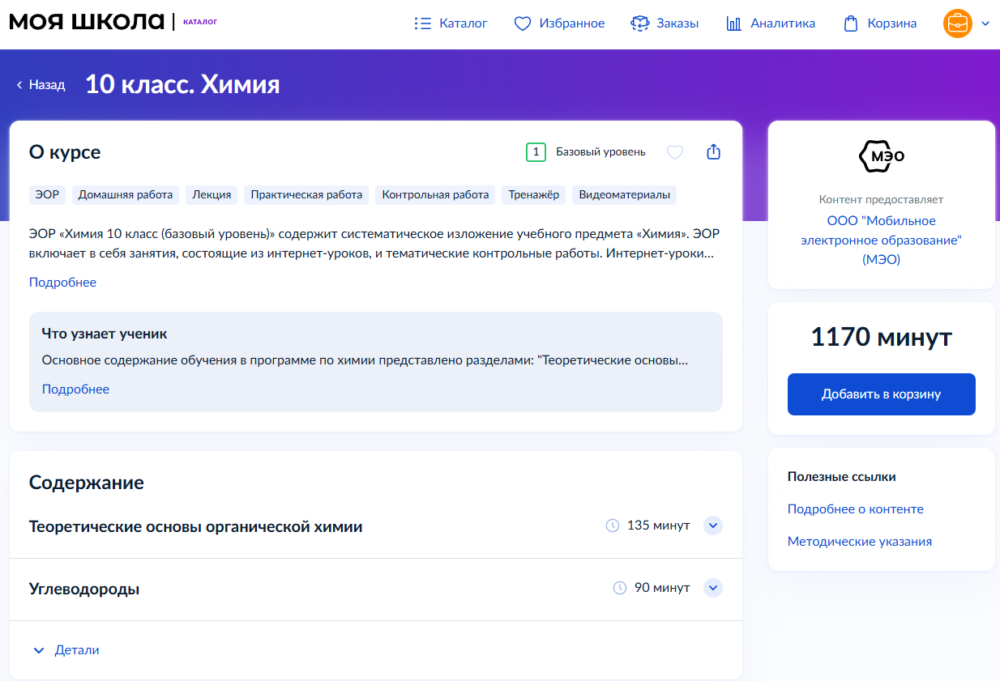 МОЯ ШКОЛА | КАТАЛОГ
Каталог
Избранное
Заказы
Аналитика
Корзина
Назад
10 класс. Химия
О курсе
1
Базовый уровень
ЭОР
Домашняя работа
Лекция
Практическая работа
Контрольная работа
Тренажёр
Видеоматериалы
ЭОР «Химия 10 класс (базовый уровень)» содержит систематическое изложение учебного предмета «Химия». ЭОР
включает в себя занятия, состоящие из интернет-уроков, и тематические контрольные работы. Интернет-уроки...
Подробнее
Что узнает ученик
Основное содержание обучения в программе по химии представлено разделами: "Теоретические основы...
Подробнее
Содержание
Теоретические основы органической химии
135 минут
Углеводороды
90 минут
Детали
МЭО
Контент предоставляет
ООО "Мобильное
электронное образование"
(МЭО)
1170 минут
Добавить в корзину
Полезные ссылки
Подробнее о контенте
Методические указания